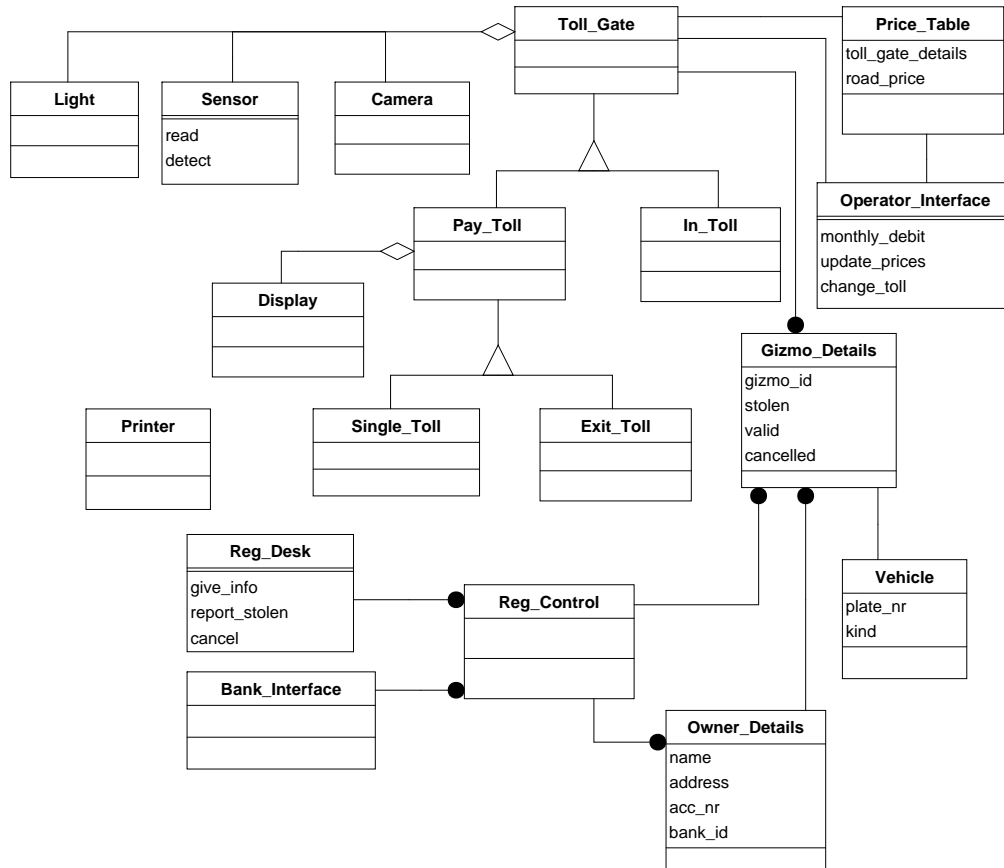 Toll_Gate
Price_Table
toll_gate_details
road_price
Light
Sensor
read
detect
Camera
Operator_Interface
monthly_debit
update_prices
change_toll
Pay_Toll
In_Toll
Display
Gizmo_Details
gizmo_id
stolen
valid
cancelled
Printer
Single_Toll
Exit_Toll
Reg_Desk
give_info
report_stolen
cancel
Reg_Control
Vehicle
plate_nr
kind
Bank_Interface
Owner_Details
name
address
acc_nr
bank_id